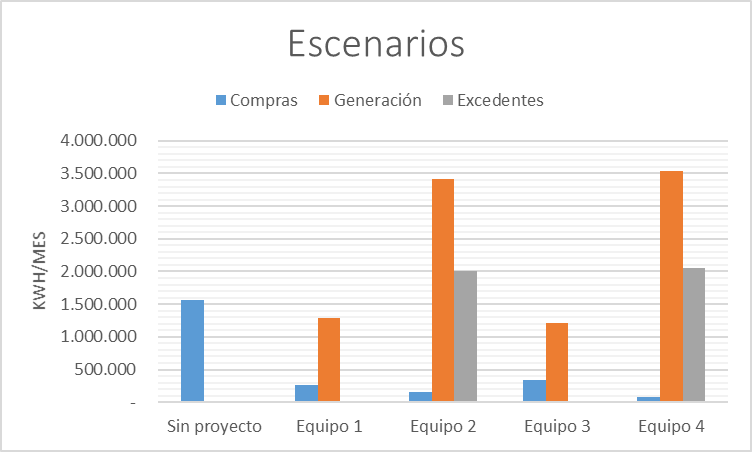 Escenarios
Compras Generación Excedentes
KWH/MES
4.000.000
3.500.000
3.000.000
2.500.000
2.000.000
1.500.000
1.000.000
500.000
-
Sin proyecto Equipo 1 Equipo 2 Equipo 3 Equipo 4